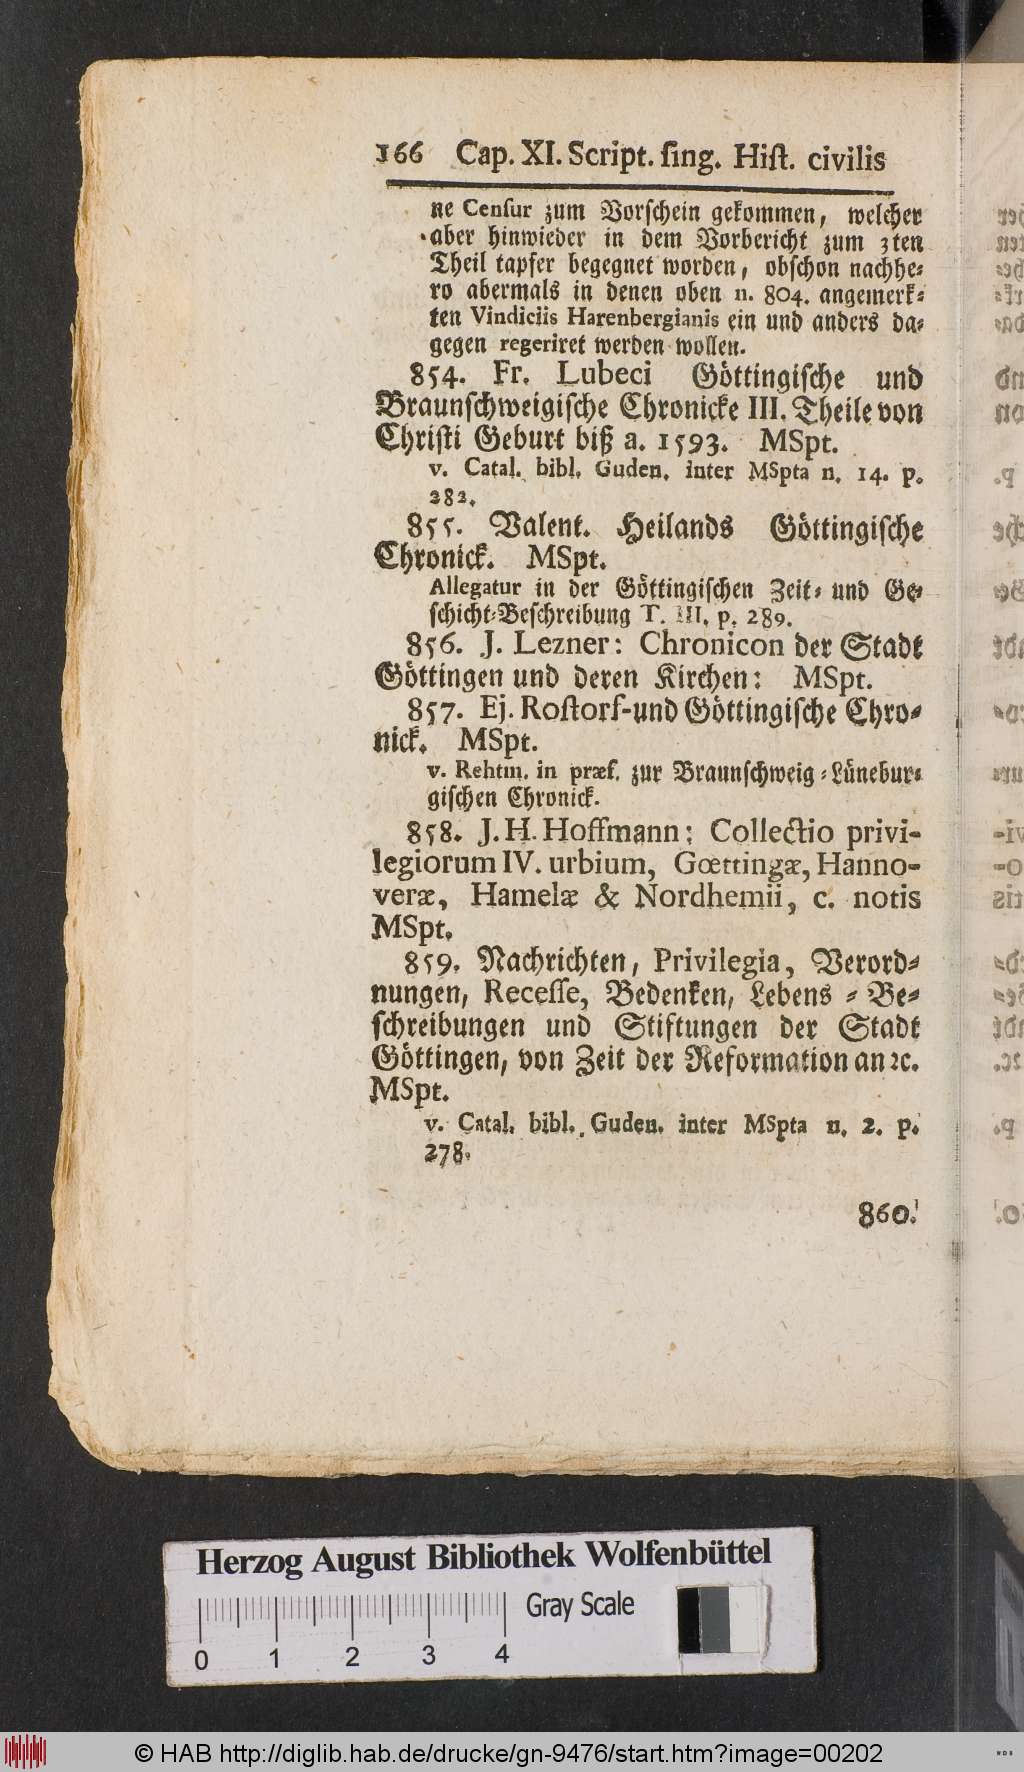 166 Cap. XI. Script. ſing. Hiſt. civilis
ne Cenſur zum Vorſchein gekommen, welcher
aber hinwieder in dem Vorbericht zum 3ten
Theil tapfer begegnet worden, obſchon nachhe-
ro abermals in denen oben n. 804. angemerk-
ten Vindiciis Harenbergianis ein und anders da-
gegen regeriret werden wollen.
854. Fr. Lubeci Göttingiſche und
Braunſchweigiſche Chronicke III. Theile von
Chriſti Geburt biß a. 1593. MSpt.
v. Catal. bibl. Guden. inter MSpta n. 14. p.
282.
855. Valent. Heilands Göttingiſche
Chronick. MSpt.
Allegatur in der Göttingiſchen Zeit- und Ge-
ſchicht-Beſchreibung T. III. p. 289.
856. J. Lezner: Chronicon der Stadt
Göttingen und deren Kirchen: MSpt.
857. Ej. Roſtorf-und Göttingiſche Chro-
nick. MSpt.
v. Rehtm. in præf. zur Braunſchweig-Lünebur-
giſchen Chronick.
858. J. H. Hoffmann: Collectio privi-
legiorum IV. urbium, Gœttingæ, Hanno-
veræ, Hamelæ & Nordhemii, c. notis
MSpt.
859. Nachrichten, Privilegia, Verord-
nungen, Receſſe, Bedenken, Lebens-Be-
ſchreibungen und Stiftungen der Stadt
Göttingen, von Zeit der Reformation an ꝛc.
MSpt.
v. Catal. bibl. Guden. inter MSpta n. 2. p.
278.
860.
Herzog August Bibliothek Wolfenbüttel
Gray Scale
0 1 2 3 4
© HAB http://diglib.hab.de/drucke/gn-9476/start.htm?image=00202